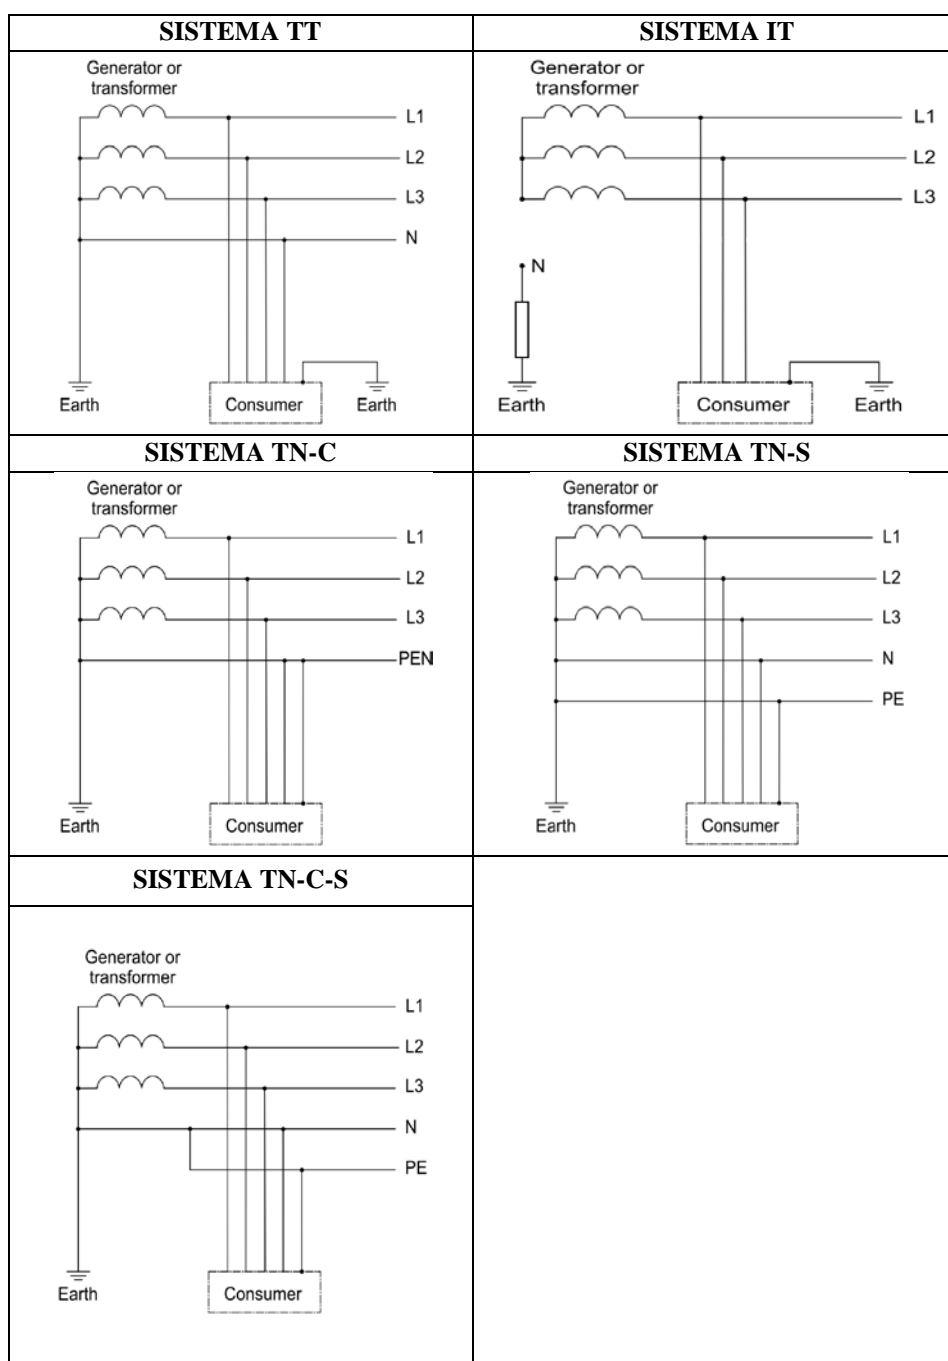 SISTEMA TT
Generator or
transformer
L1
L2
L3
N
Earth
Consumer
Earth
SISTEMA IT
Generator or
transformer
L1
L2
L3
N
Earth
Consumer
Earth
SISTEMA TN-C
Generator or
transformer
L1
L2
L3
PEN
Earth
Consumer
SISTEMA TN-S
Generator or
transformer
L1
L2
L3
N
PE
Earth
Consumer
SISTEMA TN-C-S
Generator or
transformer
L1
L2
L3
N
PE
Earth
Consumer